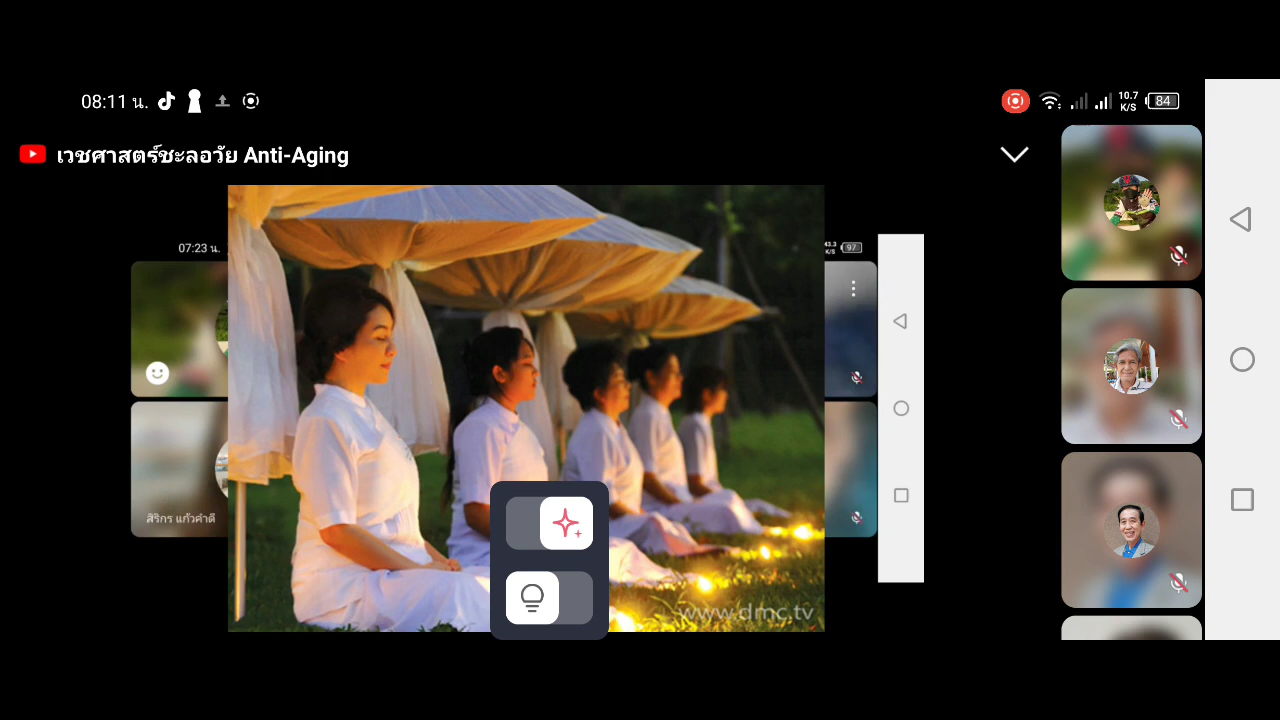 08:11 น.
10.7
K/S
84
เวชศาสตร์ชะลอวัย Anti-Aging
07:23 น.
43.3
K/S
97
สิริกร แก้วคำดี
www.dmc.tv